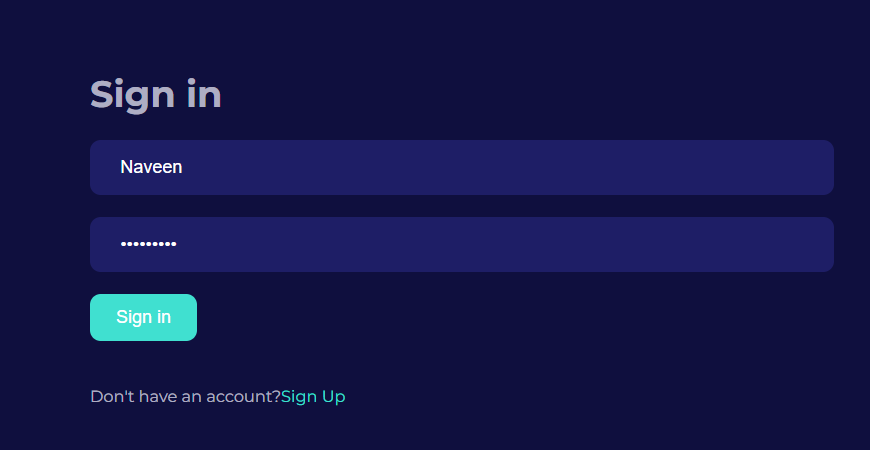 Sign in
Naveen
•••••••••
Sign in
Don't have an account?Sign Up